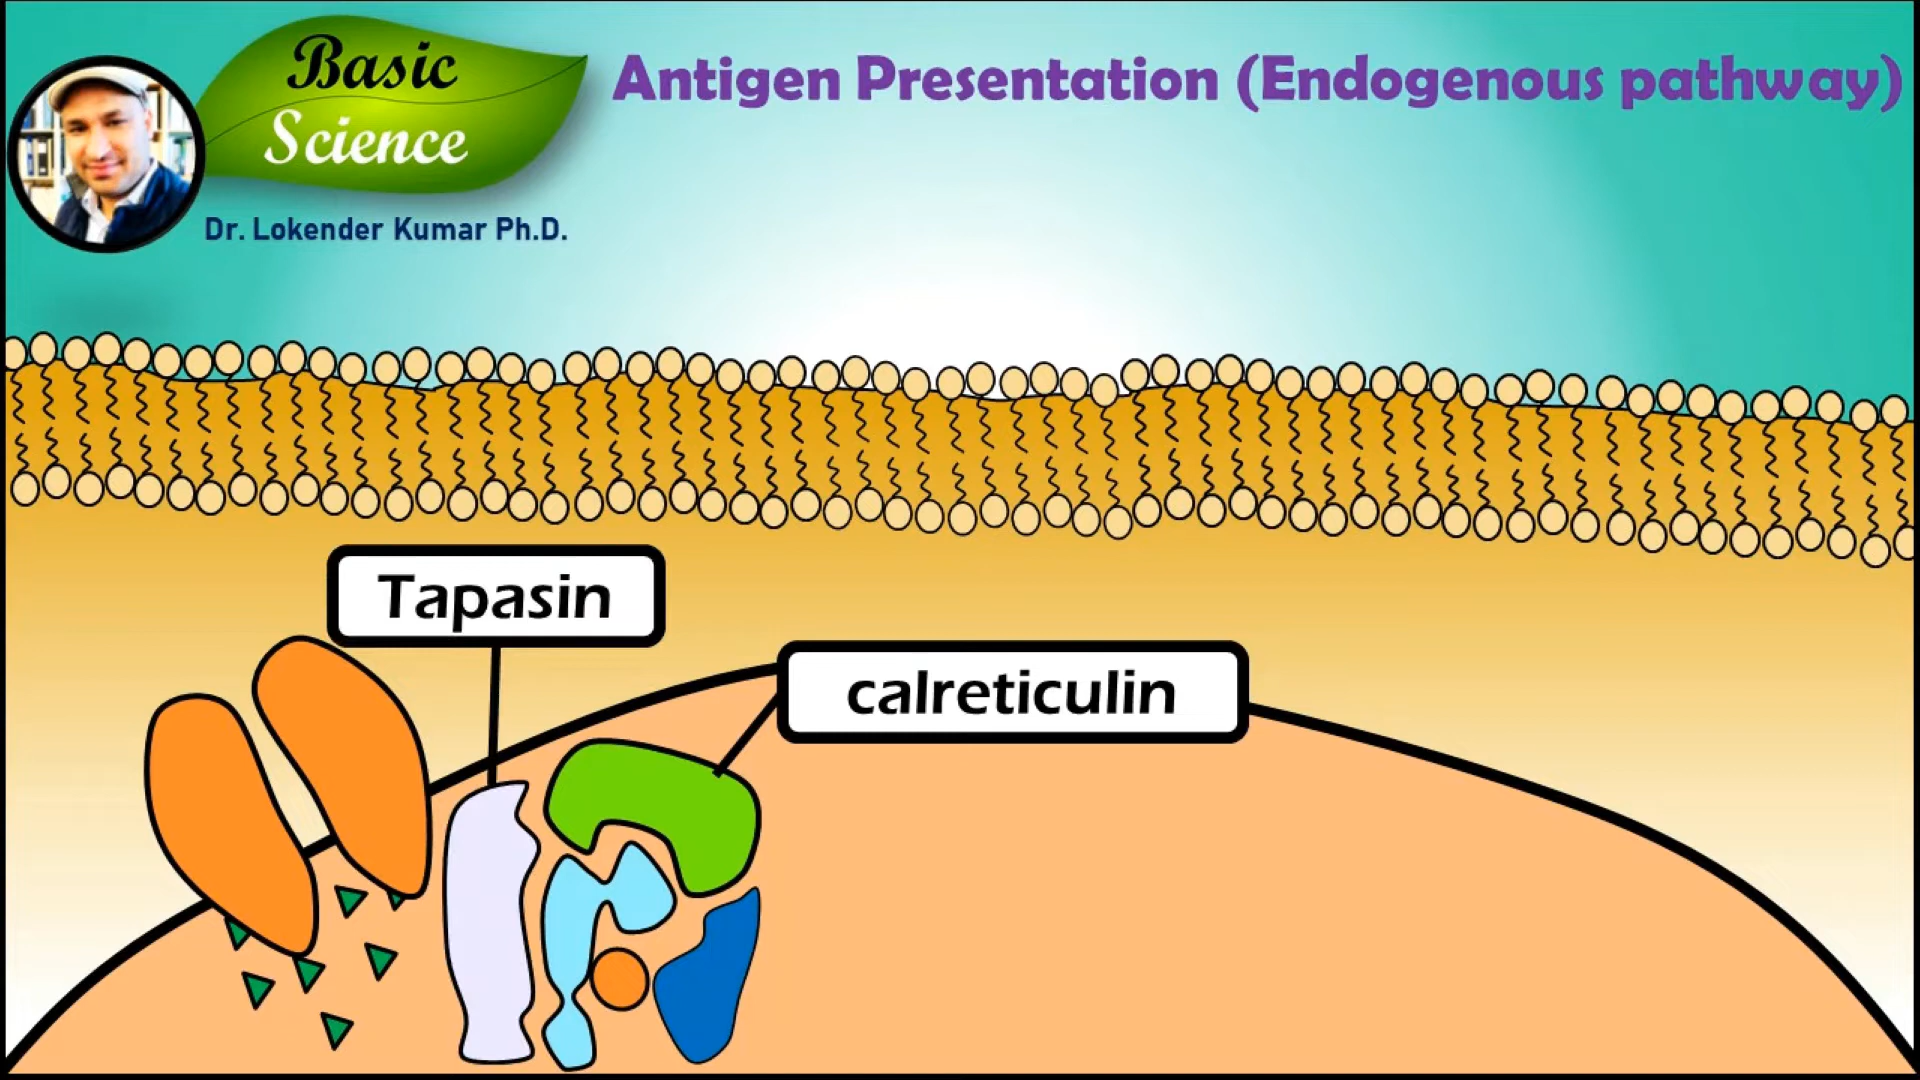 Basic
Science
Antigen Presentation (Endogenous pathway)
Dr. Lokender Kumar Ph.D.
Tapasin
calreticulin